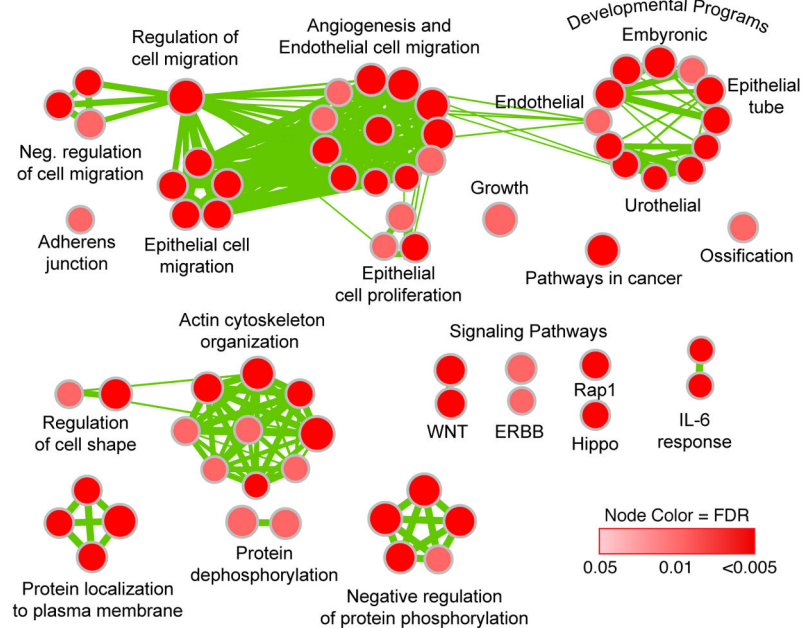 Developmental Programs
Angiogenesis and
Endothelial cell migration
Regulation of
cell migration
Embyronic
Epithelial
tube
Endothelial
Neg. regulation
of cell migration
Growth
Urothelial
Adherens
junction
Epithelial cell
migration
Ossification
Epithelial
cell proliferation
Pathways in cancer
Actin cytoskeleton
organization
Signaling Pathways
Rap1
Regulation
of cell shape
WNT
ERBB
Hippo
IL-6
response
Node Color = FDR
0.05 0.01 <0.005
Protein
dephosphorylation
Protein localization
to plasma membrane
Negative regulation
of protein phosphorylation